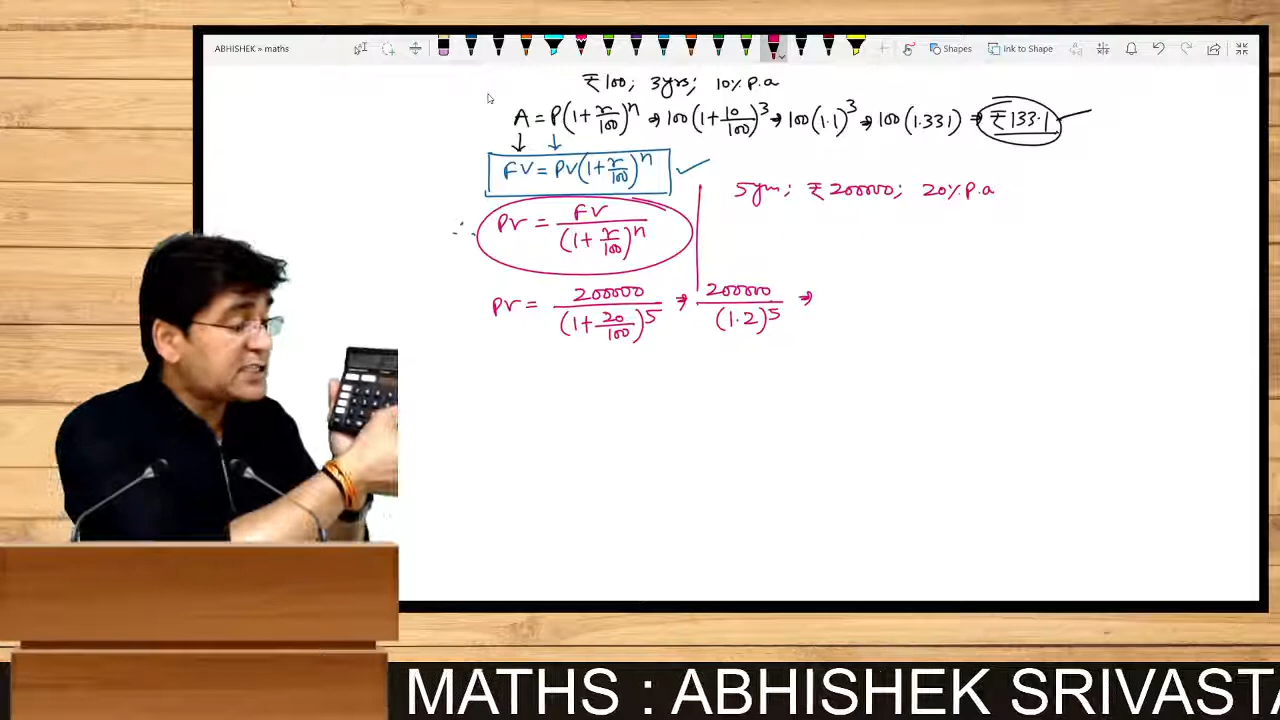 ABHISHEK » maths
Shapes
Ink to Shape
₹100; 3yrs; 10% p.a
A = P(1+r/100)^n → 100(1+10/100)^3 → 100(1.1)^3 → 100(1.331) → ₹133.1
FV = PV(1+r/100)^n
5yrs; ₹200000; 20% p.a
∴ PV = FV/(1+r/100)^n
PV = 200000/(1+20/100)^5 → 200000/(1.2)^5 →
MATHS : ABHISHEK SRIVASTA